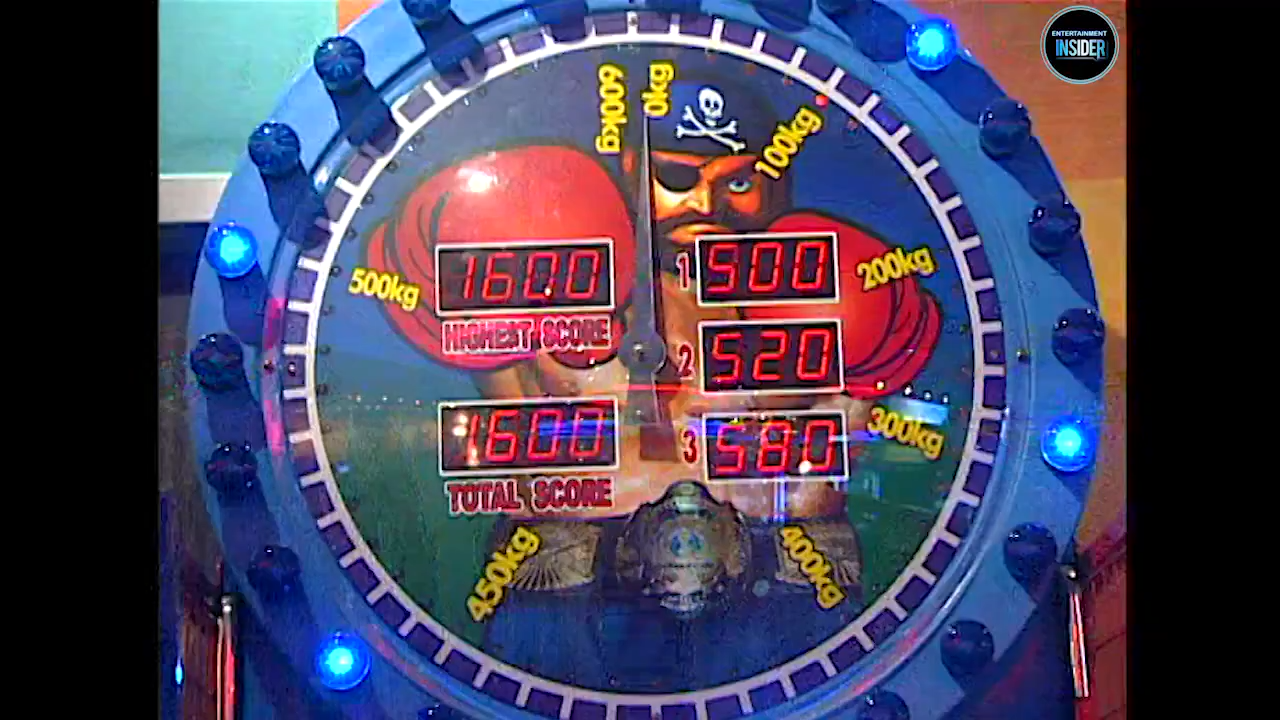 ENTERTAINMENT
INSIDER
600kg
0kg
100kg
200kg
300kg
400kg
450kg
500kg
1600
HIGHEST SCORE
1600
TOTAL SCORE
1 500
2 520
3 580